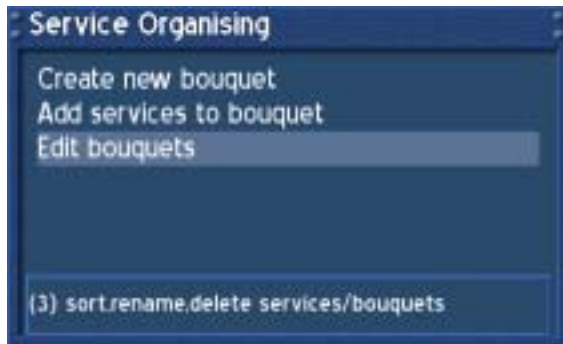 Service Organising
Create new bouquet
Add services to bouquet
Edit bouquets
(3) sort,rename,delete services/bouquets